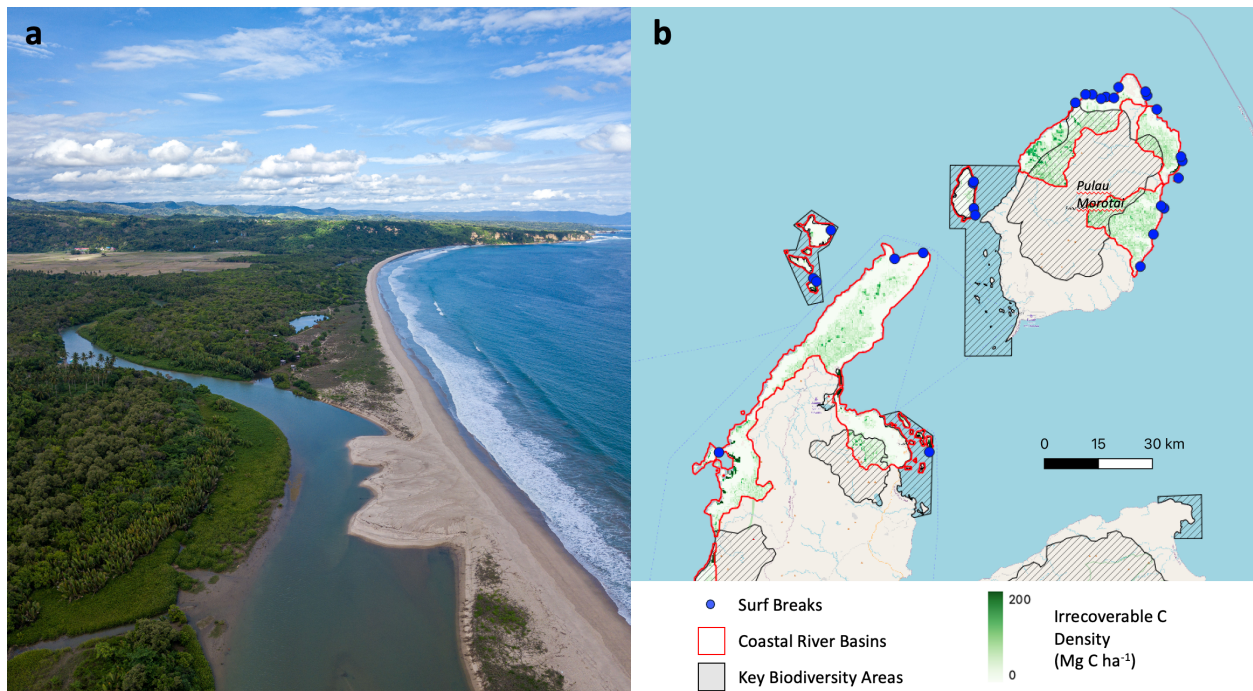 a
b
Pulau
Morotai
0 15 30 km
Surf Breaks
Coastal River Basins
Key Biodiversity Areas
200
0
Irrecoverable C
Density
(Mg C ha⁻¹)